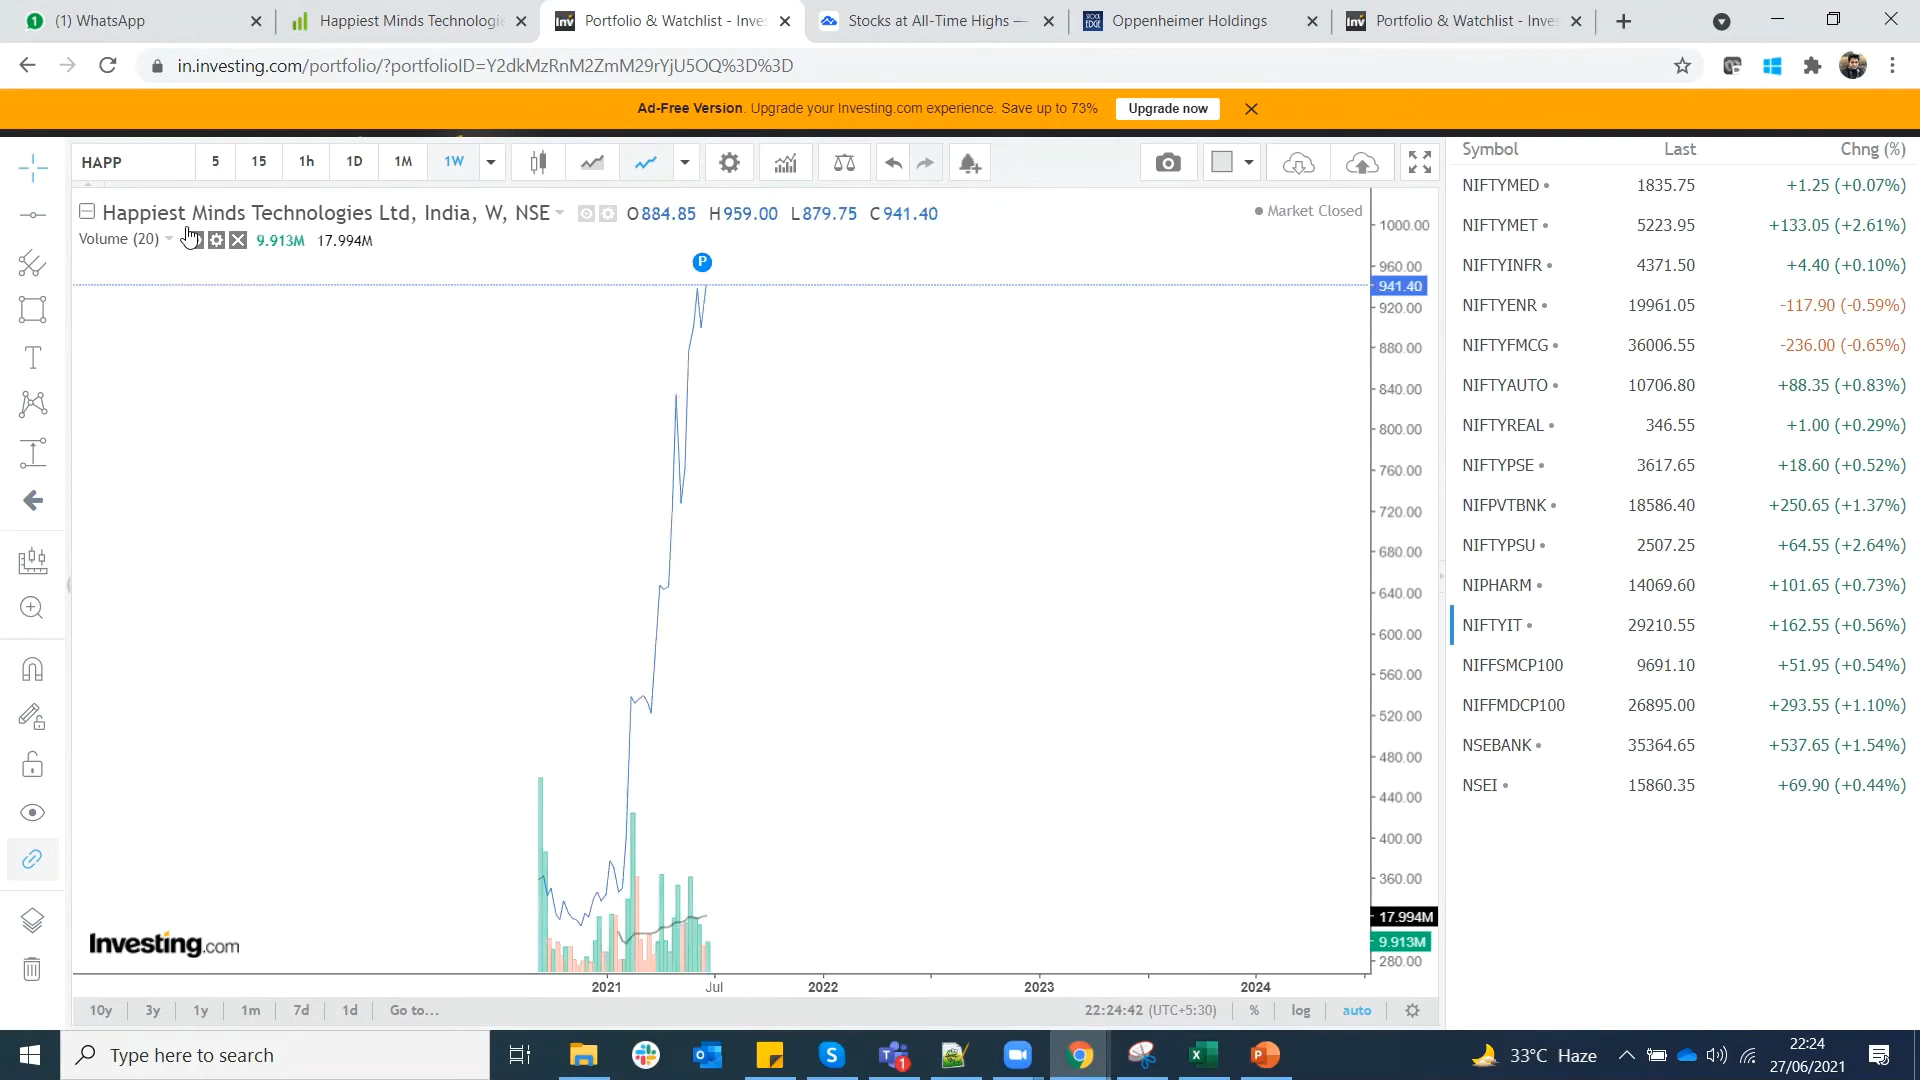 (1) WhatsApp
Happiest Minds Technologie
Portfolio & Watchlist - Inves
Stocks at All-Time Highs —
Oppenheimer Holdings
Portfolio & Watchlist - Inves
in.investing.com/portfolio/?portfolioID=Y2dkMzRnM2ZmM29rYjU5OQ%3D%3D
Ad-Free Version. Upgrade your Investing.com experience. Save up to 73% Upgrade now
HAPP 5 15 1h 1D 1M 1W
Happiest Minds Technologies Ltd, India, W, NSE O884.85 H959.00 L879.75 C941.40
Market Closed
Volume (20) 9.913M 17.994M
P
1000.00
960.00
941.40
920.00
880.00
840.00
800.00
760.00
720.00
680.00
640.00
600.00
560.00
520.00
480.00
440.00
400.00
360.00
17.994M
9.913M
280.00
Investing.com
2021 Jul 2022 2023 2024
10y 3y 1y 1m 7d 1d Go to... 22:24:42 (UTC+5:30) % log auto
Symbol Last Chng (%)
NIFTYMED 1835.75 +1.25 (+0.07%)
NIFTYMET 5223.95 +133.05 (+2.61%)
NIFTYINFR 4371.50 +4.40 (+0.10%)
NIFTYENR 19961.05 -117.90 (-0.59%)
NIFTYFMCG 36006.55 -236.00 (-0.65%)
NIFTYAUTO 10706.80 +88.35 (+0.83%)
NIFTYREAL 346.55 +1.00 (+0.29%)
NIFTYPSE 3617.65 +18.60 (+0.52%)
NIFPVTBNK 18586.40 +250.65 (+1.37%)
NIFTYPSU 2507.25 +64.55 (+2.64%)
NIPHARM 14069.60 +101.65 (+0.73%)
NIFTYIT 29210.55 +162.55 (+0.56%)
NIFFSMCP100 9691.10 +51.95 (+0.54%)
NIFFMDCP100 26895.00 +293.55 (+1.10%)
NSEBANK 35364.65 +537.65 (+1.54%)
NSEI 15860.35 +69.90 (+0.44%)
Type here to search
33°C Haze
22:24
27/06/2021